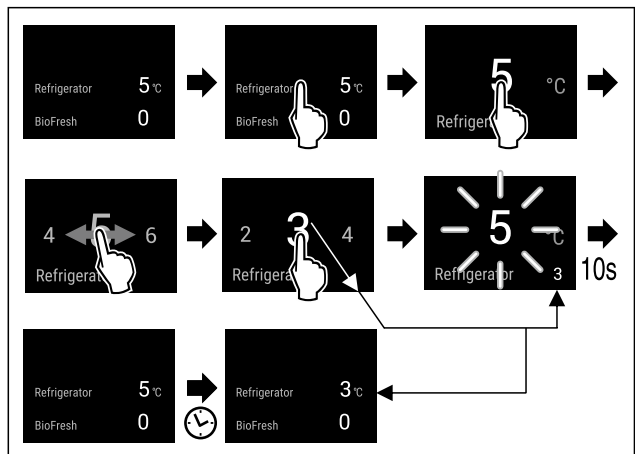 Refrigerator 5 °C
BioFresh 0
Refrigerator 5 °C
BioFresh 0
5 °C
Refriger
4 5 6
Refrigerat
2 3 4
Refrigera
5 °C
Refrigerator 3
10s
Refrigerator 5 °C
BioFresh 0
Refrigerator 3 °C
BioFresh 0